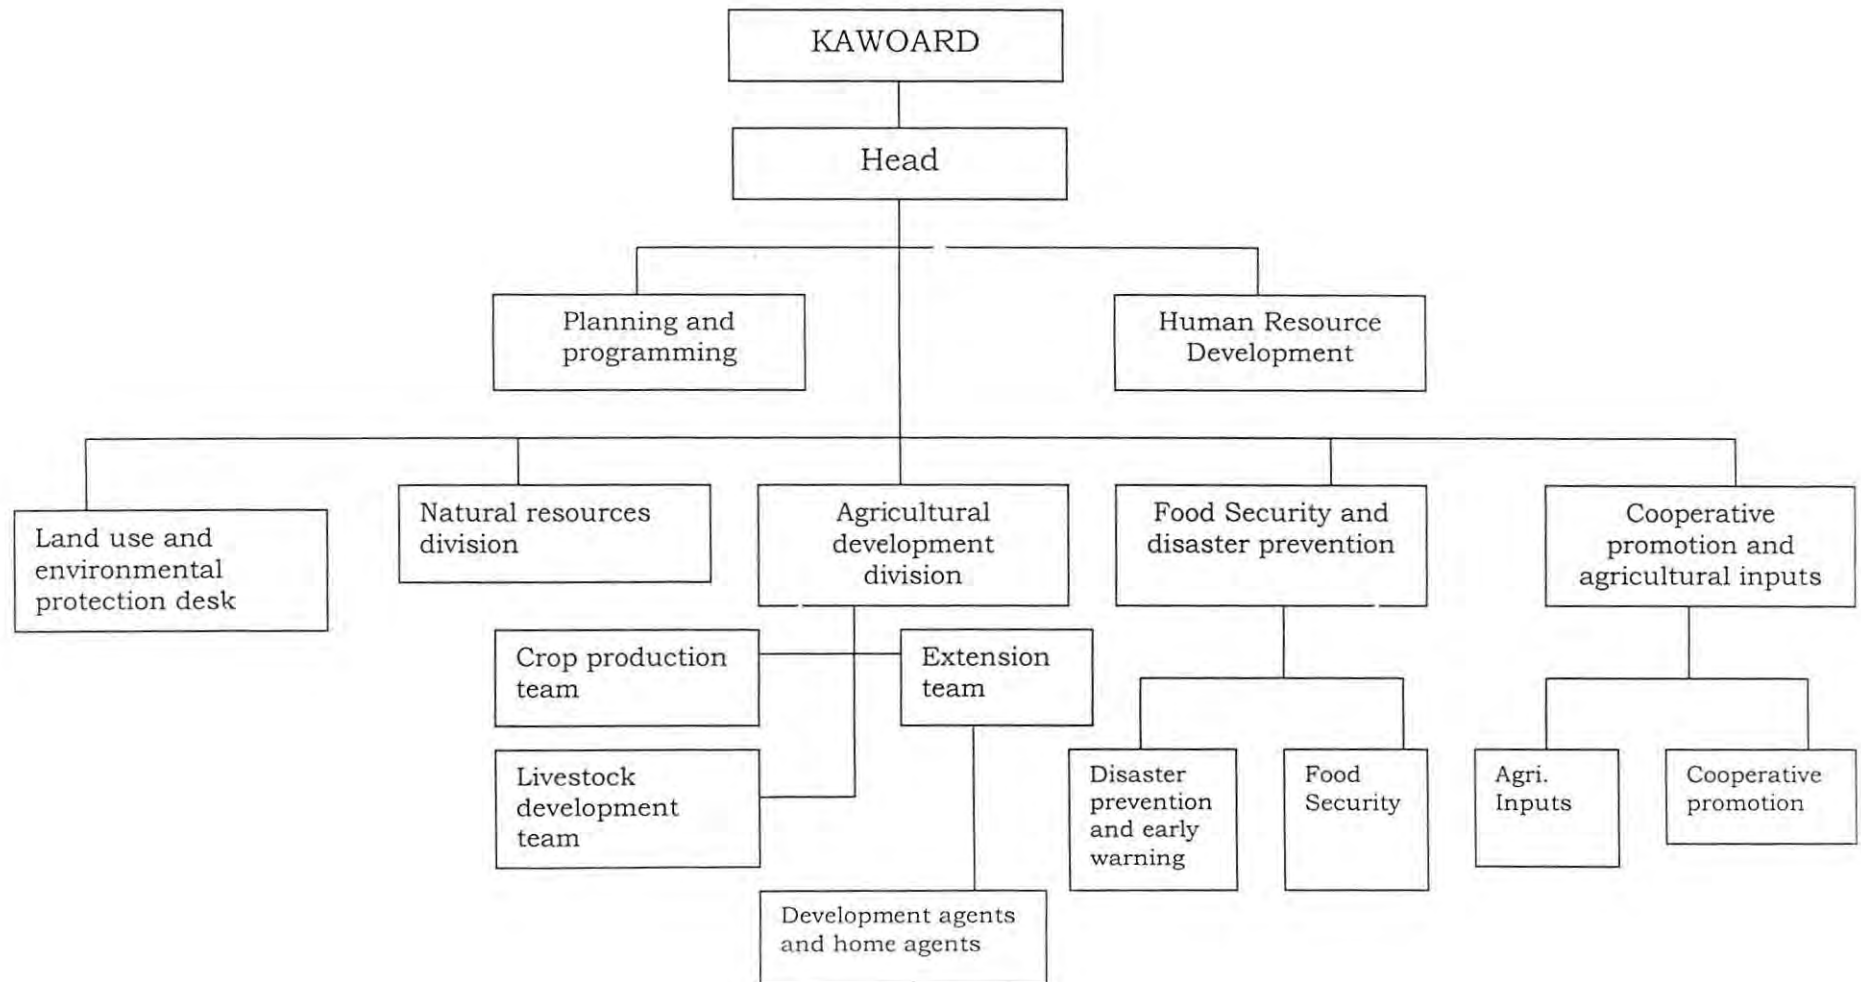 KAWOARD
Head
Planning and
programming
Human Resource
Development
Land use and
environmental
protection desk
Natural resources
division
Agricultural
development
division
Food Security and
disaster prevention
Cooperative
promotion and
agricultural inputs
Crop production
team
Extension
team
Livestock
development
team
Disaster
prevention
and early
warning
Food
Security
Agri.
Inputs
Cooperative
promotion
Development agents
and home agents